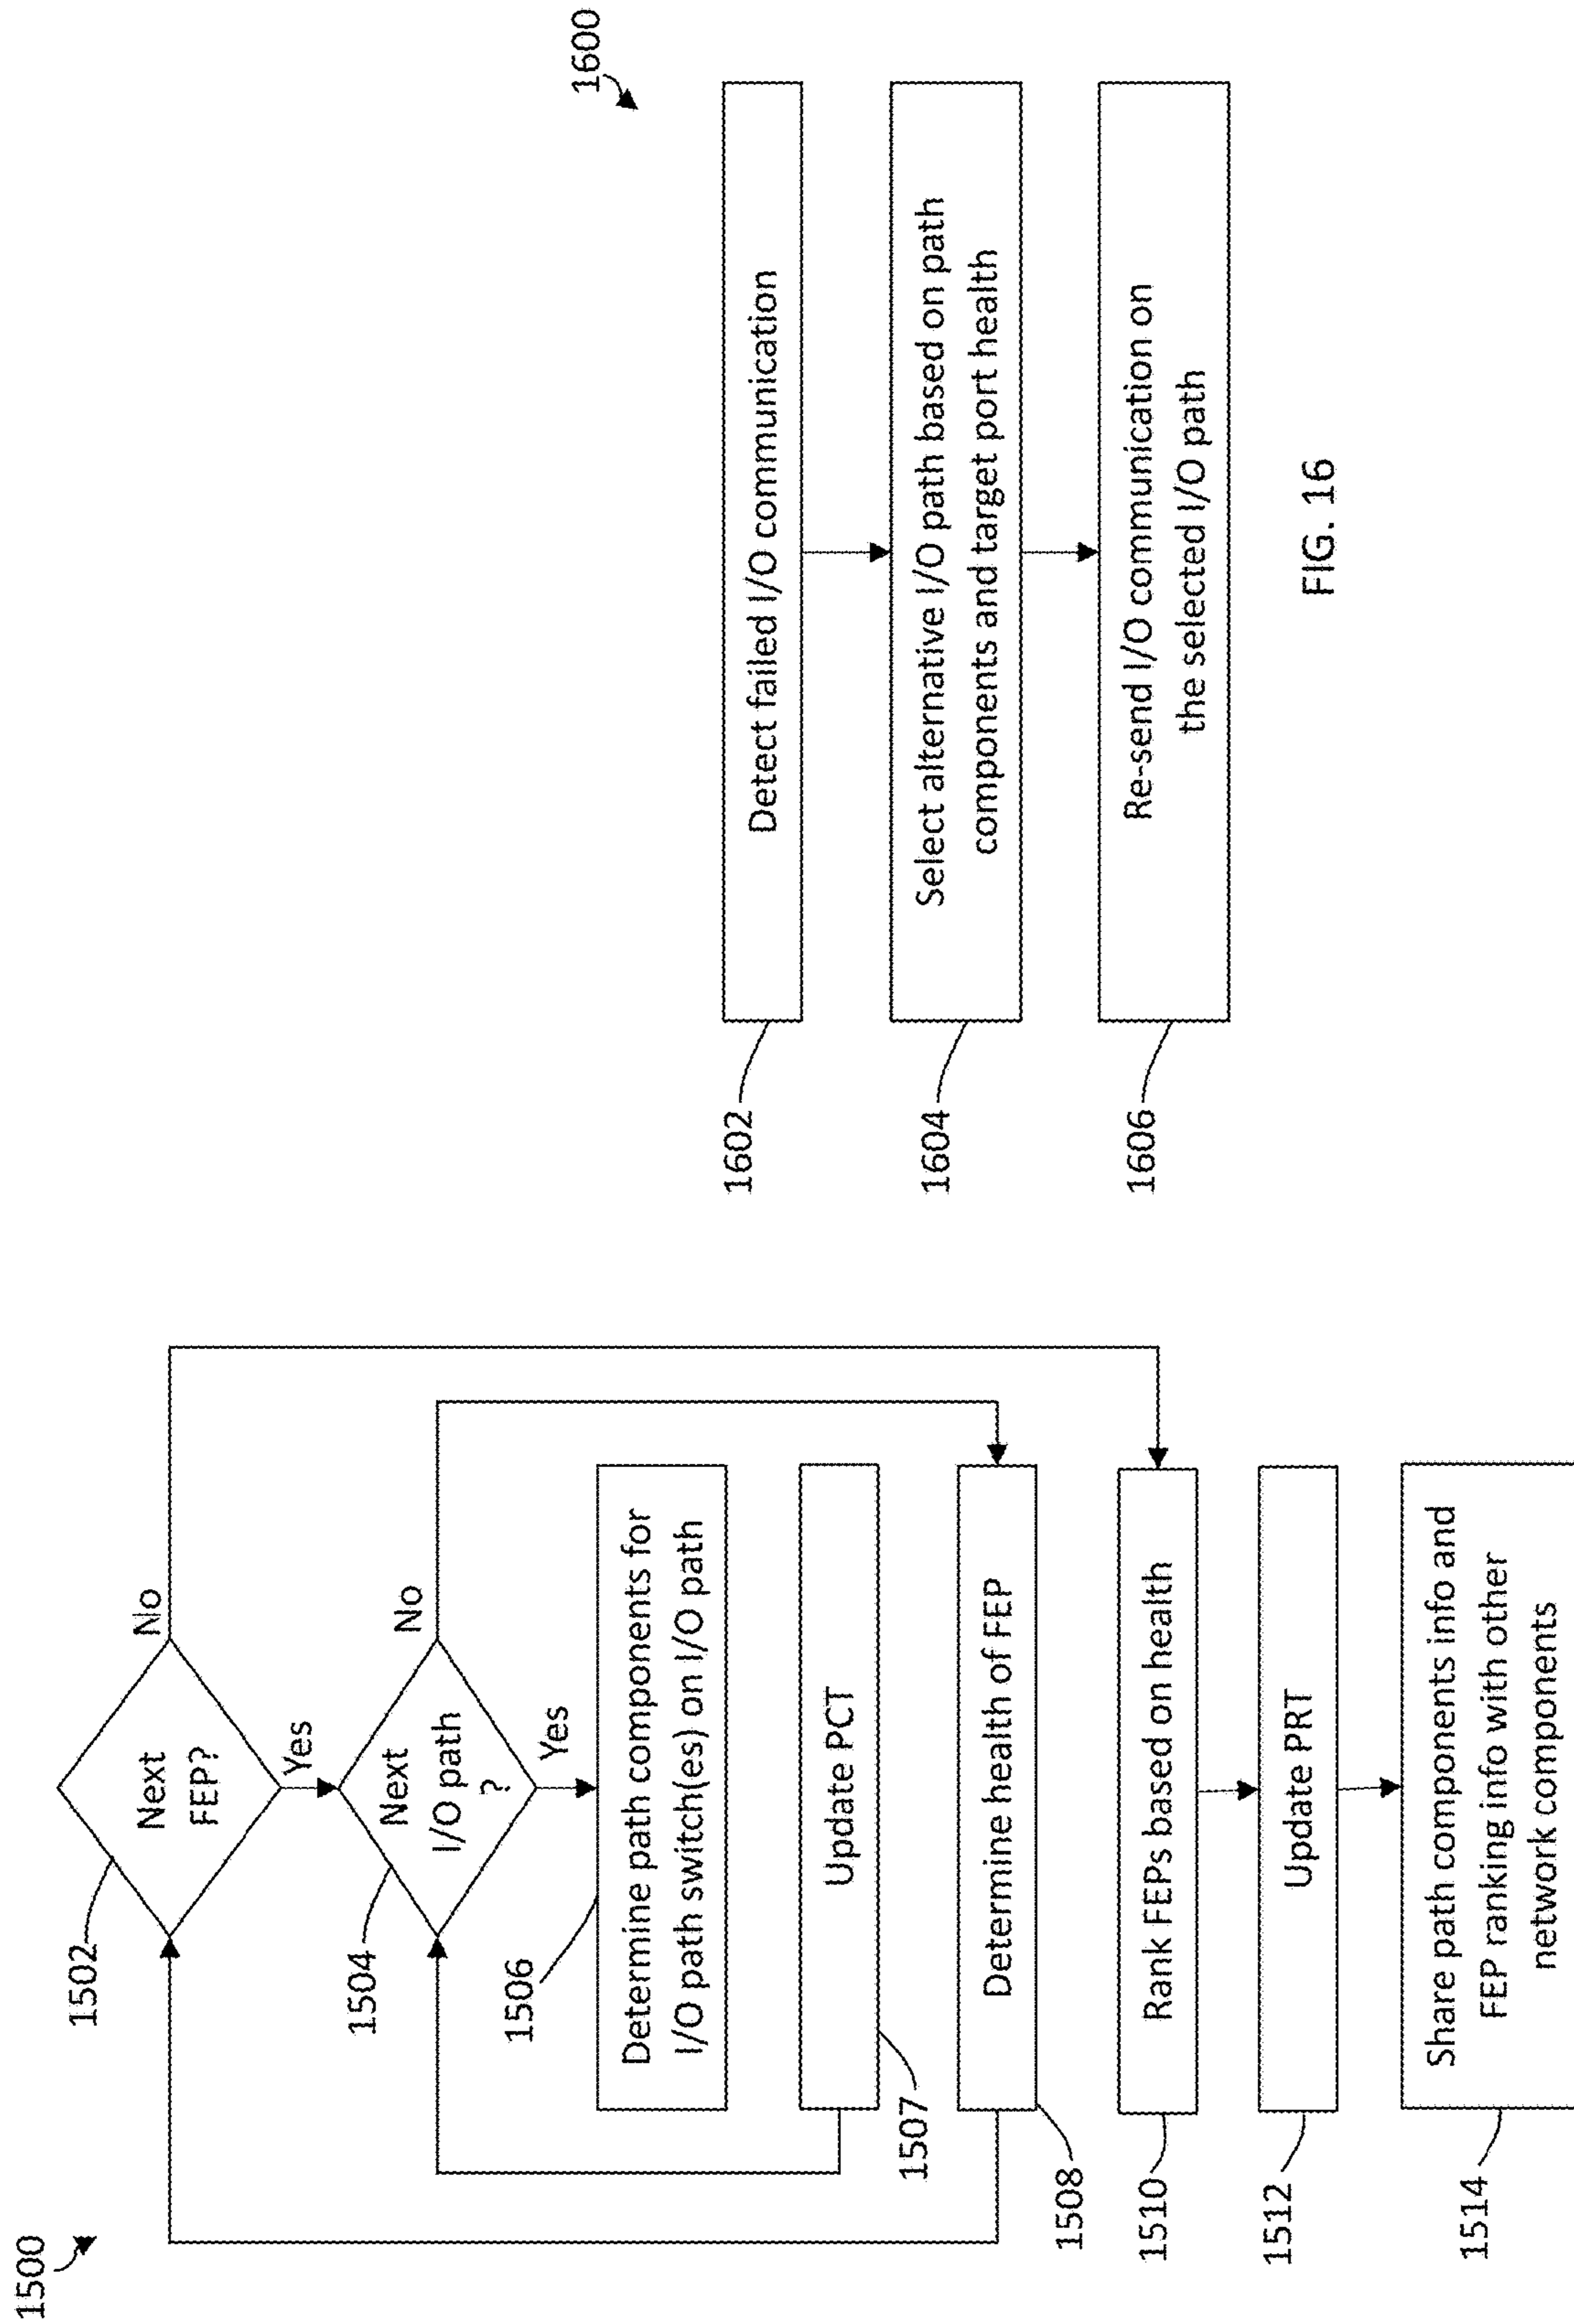 1500
1502
Next
FEP?
No
Yes
1504
Next
I/O path
?
No
Yes
1506
Determine path components for
I/O path switch(es) on I/O path
Update PCT
1507
Determine health of FEP
1508
Rank FEPs based on health
1510
Update PRT
1512
Share path components info and
FEP ranking info with other
network components
1514
1600
Detect failed I/O communication
1602
Select alternative I/O path based on path
components and target port health
1604
Re-send I/O communication on
the selected I/O path
1606
FIG. 16